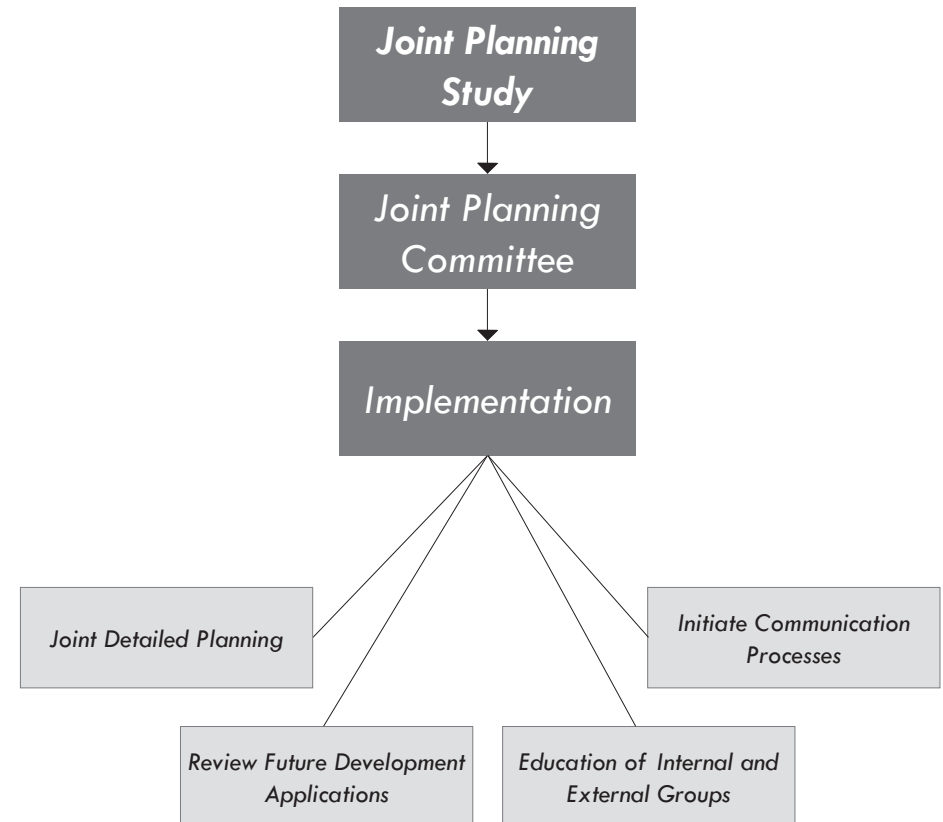 Joint Planning
Study
Joint Planning
Committee
Implementation
Joint Detailed Planning
Initiate Communication
Processes
Review Future Development
Applications
Education of Internal and
External Groups